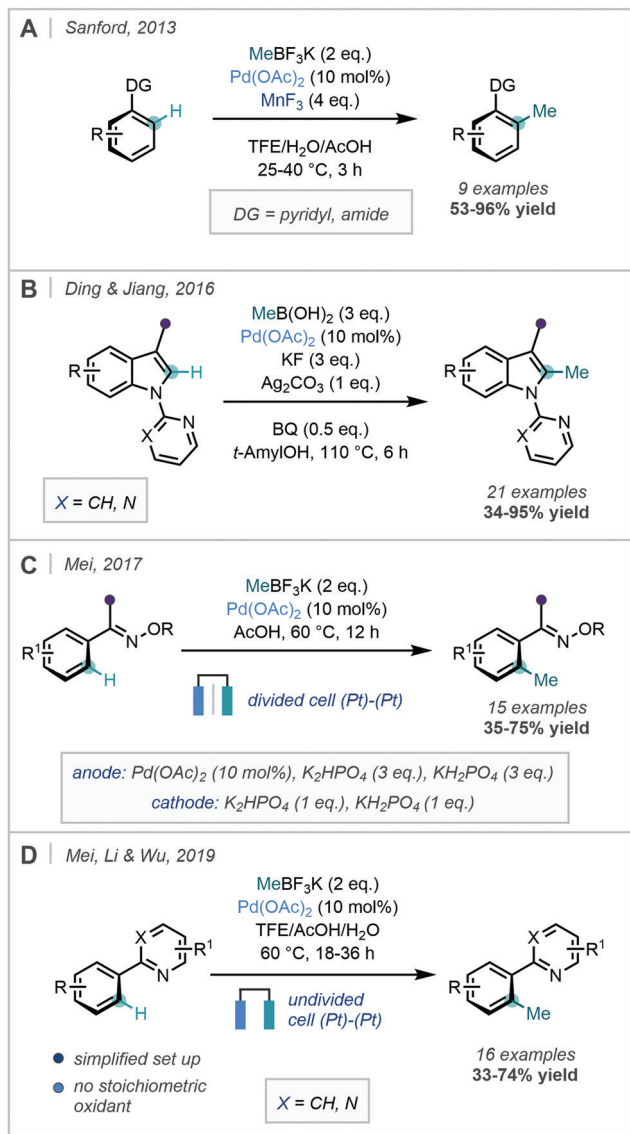 A | Sanford, 2013
MeBF₃K (2 eq.)
Pd(OAc)₂ (10 mol%)
MnF₃ (4 eq.)
TFE/H₂O/AcOH
25-40 °C, 3 h
DG
H
R
DG
Me
R
DG = pyridyl, amide
9 examples
53-96% yield
B | Ding & Jiang, 2016
MeB(OH)₂ (3 eq.)
Pd(OAc)₂ (10 mol%)
KF (3 eq.)
Ag₂CO₃ (1 eq.)
BQ (0.5 eq.)
t-AmylOH, 110 °C, 6 h
R
H
N
X
N
R
Me
N
X
N
X = CH, N
21 examples
34-95% yield
C | Mei, 2017
MeBF₃K (2 eq.)
Pd(OAc)₂ (10 mol%)
AcOH, 60 °C, 12 h
R¹
N
OR
H
R¹
N
OR
Me
divided cell (Pt)-(Pt)
15 examples
35-75% yield
anode: Pd(OAc)₂ (10 mol%), K₂HPO₄ (3 eq.), KH₂PO₄ (3 eq.)
cathode: K₂HPO₄ (1 eq.), KH₂PO₄ (1 eq.)
D | Mei, Li & Wu, 2019
MeBF₃K (2 eq.)
Pd(OAc)₂ (10 mol%)
TFE/AcOH/H₂O
60 °C, 18-36 h
X
R¹
N
R
H
X
R¹
N
R
Me
undivided
cell (Pt)-(Pt)
simplified set up
no stoichiometric
oxidant
X = CH, N
16 examples
33-74% yield